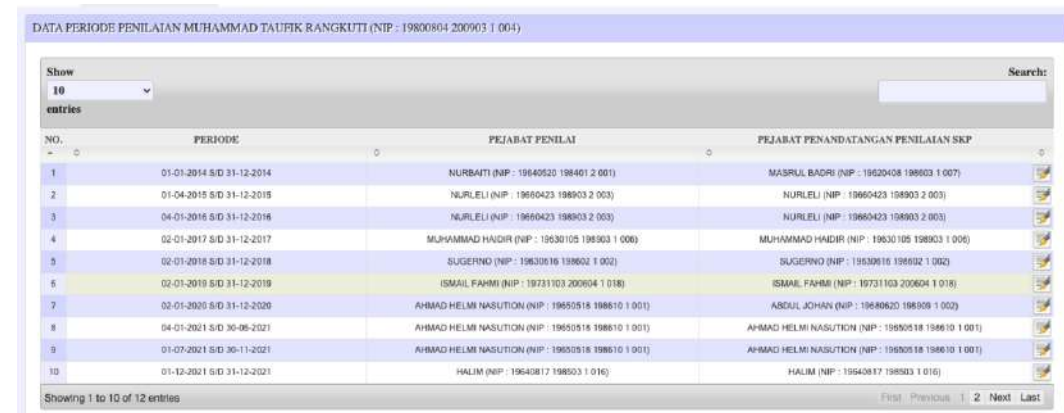 DATA PERIODE PENILAIAN MUHAMMAD TAUFIK RANGKUTI (NIP : 19800804 200903 1 004)
Show
10
entries
Search:
NO. PERIODE PEJABAT PENILAI PEJABAT PENANDATANGAN PENILAIAN SKP
1 01-01-2014 S/D 31-12-2014 NURBAITI (NIP : 19640520 198401 2 001) MASRUL BADRI (NIP : 19620408 198603 1 007)
2 01-04-2015 S/D 31-12-2015 NURLELI (NIP : 19660423 198903 2 003) NURLELI (NIP : 19660423 198903 2 003)
3 04-01-2016 S/D 31-12-2016 NURLELI (NIP : 19660423 198903 2 003) NURLELI (NIP : 19660423 198903 2 003)
4 02-01-2017 S/D 31-12-2017 MUHAMMAD HAIDIR (NIP : 19630105 198903 1 006) MUHAMMAD HAIDIR (NIP : 19630105 198903 1 006)
5 02-01-2018 S/D 31-12-2018 SUGERNO (NIP : 19630616 198602 1 002) SUGERNO (NIP : 19630616 198602 1 002)
6 02-01-2019 S/D 31-12-2019 ISMAIL FAHMI (NIP : 19731103 200604 1 018) ISMAIL FAHMI (NIP : 19731103 200604 1 018)
7 02-01-2020 S/D 31-12-2020 AHMAD HELMI NASUTION (NIP : 19650518 198610 1 001) ABDUL JOHAN (NIP : 19680620 198909 1 002)
8 04-01-2021 S/D 30-06-2021 AHMAD HELMI NASUTION (NIP : 19650518 198610 1 001) AHMAD HELMI NASUTION (NIP : 19650518 198610 1 001)
9 01-07-2021 S/D 30-11-2021 AHMAD HELMI NASUTION (NIP : 19650518 198610 1 001) AHMAD HELMI NASUTION (NIP : 19650518 198610 1 001)
10 01-12-2021 S/D 31-12-2021 HALIM (NIP : 19640817 198503 1 016) HALIM (NIP : 19640817 198503 1 016)
Showing 1 to 10 of 12 entries First Previous 1 2 Next Last